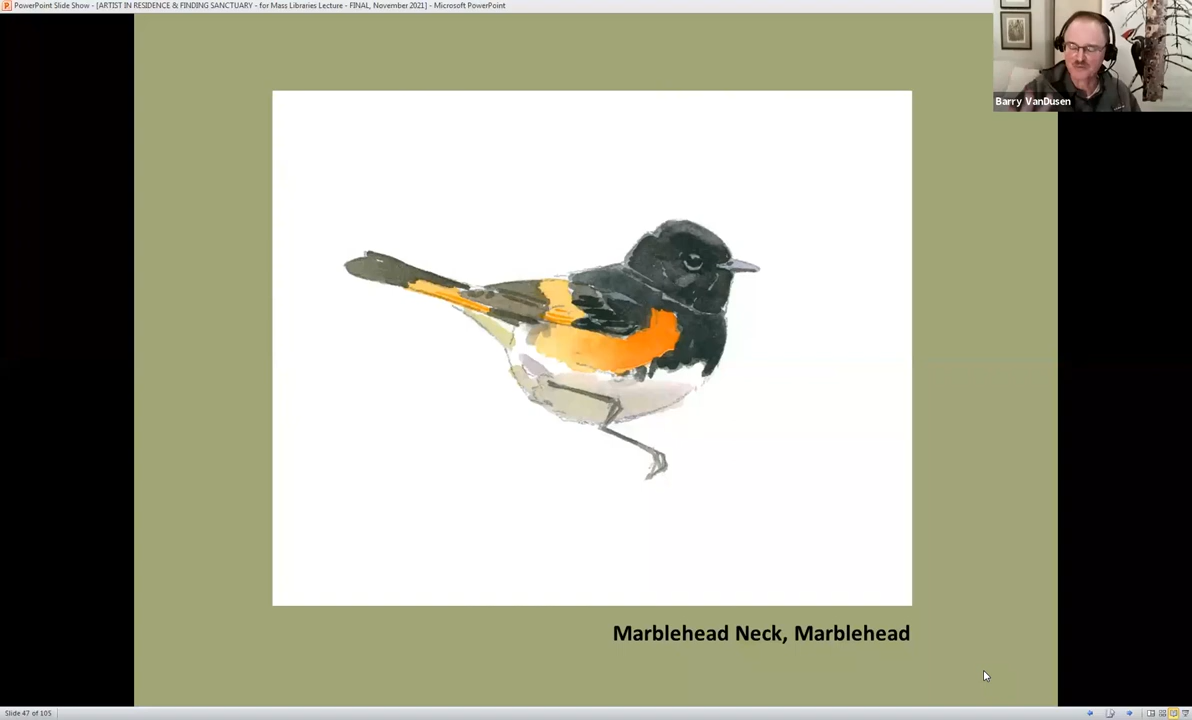 PowerPoint Slide Show - [ARTIST IN RESIDENCE & FINDING SANCTUARY - for Mass Libraries Lecture - FINAL, November 2021] - Microsoft PowerPoint
Barry VanDusen
Marblehead Neck, Marblehead
Slide 47 of 105